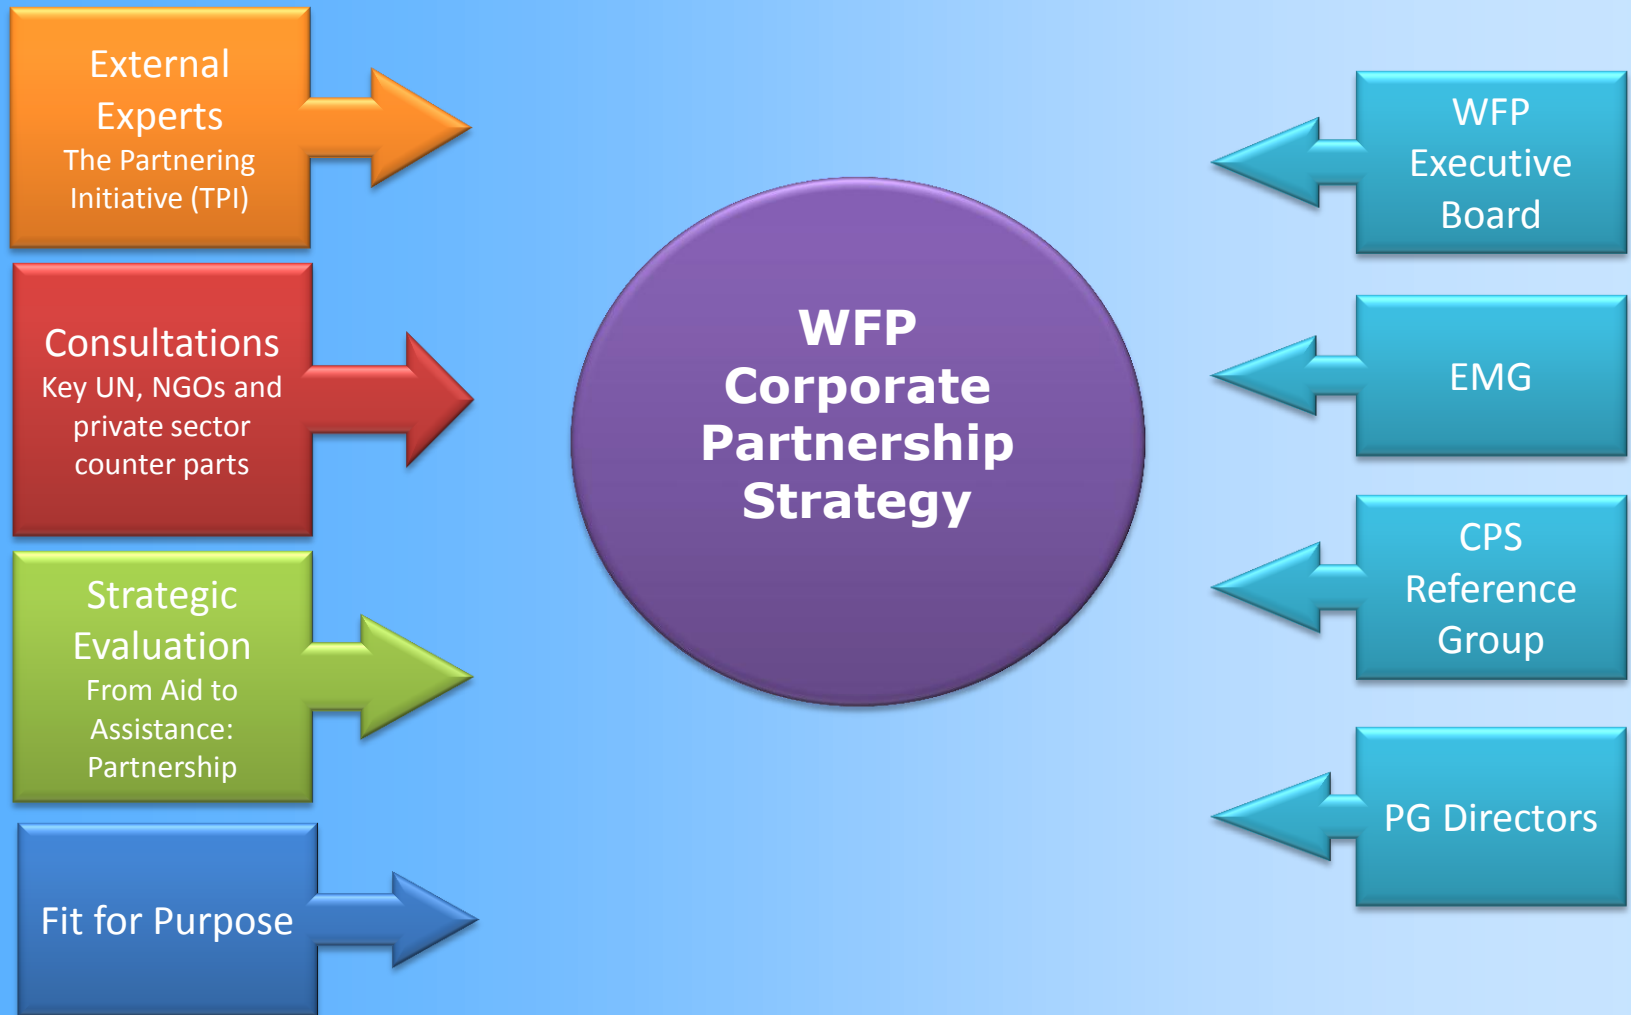 External
Experts
The Partnering
Initiative (TPI)
Consultations
Key UN, NGOs and
private sector
counter parts
Strategic
Evaluation
From Aid to
Assistance:
Partnership
Fit for Purpose
WFP
Corporate
Partnership
Strategy
WFP
Executive
Board
EMG
CPS
Reference
Group
PG Directors